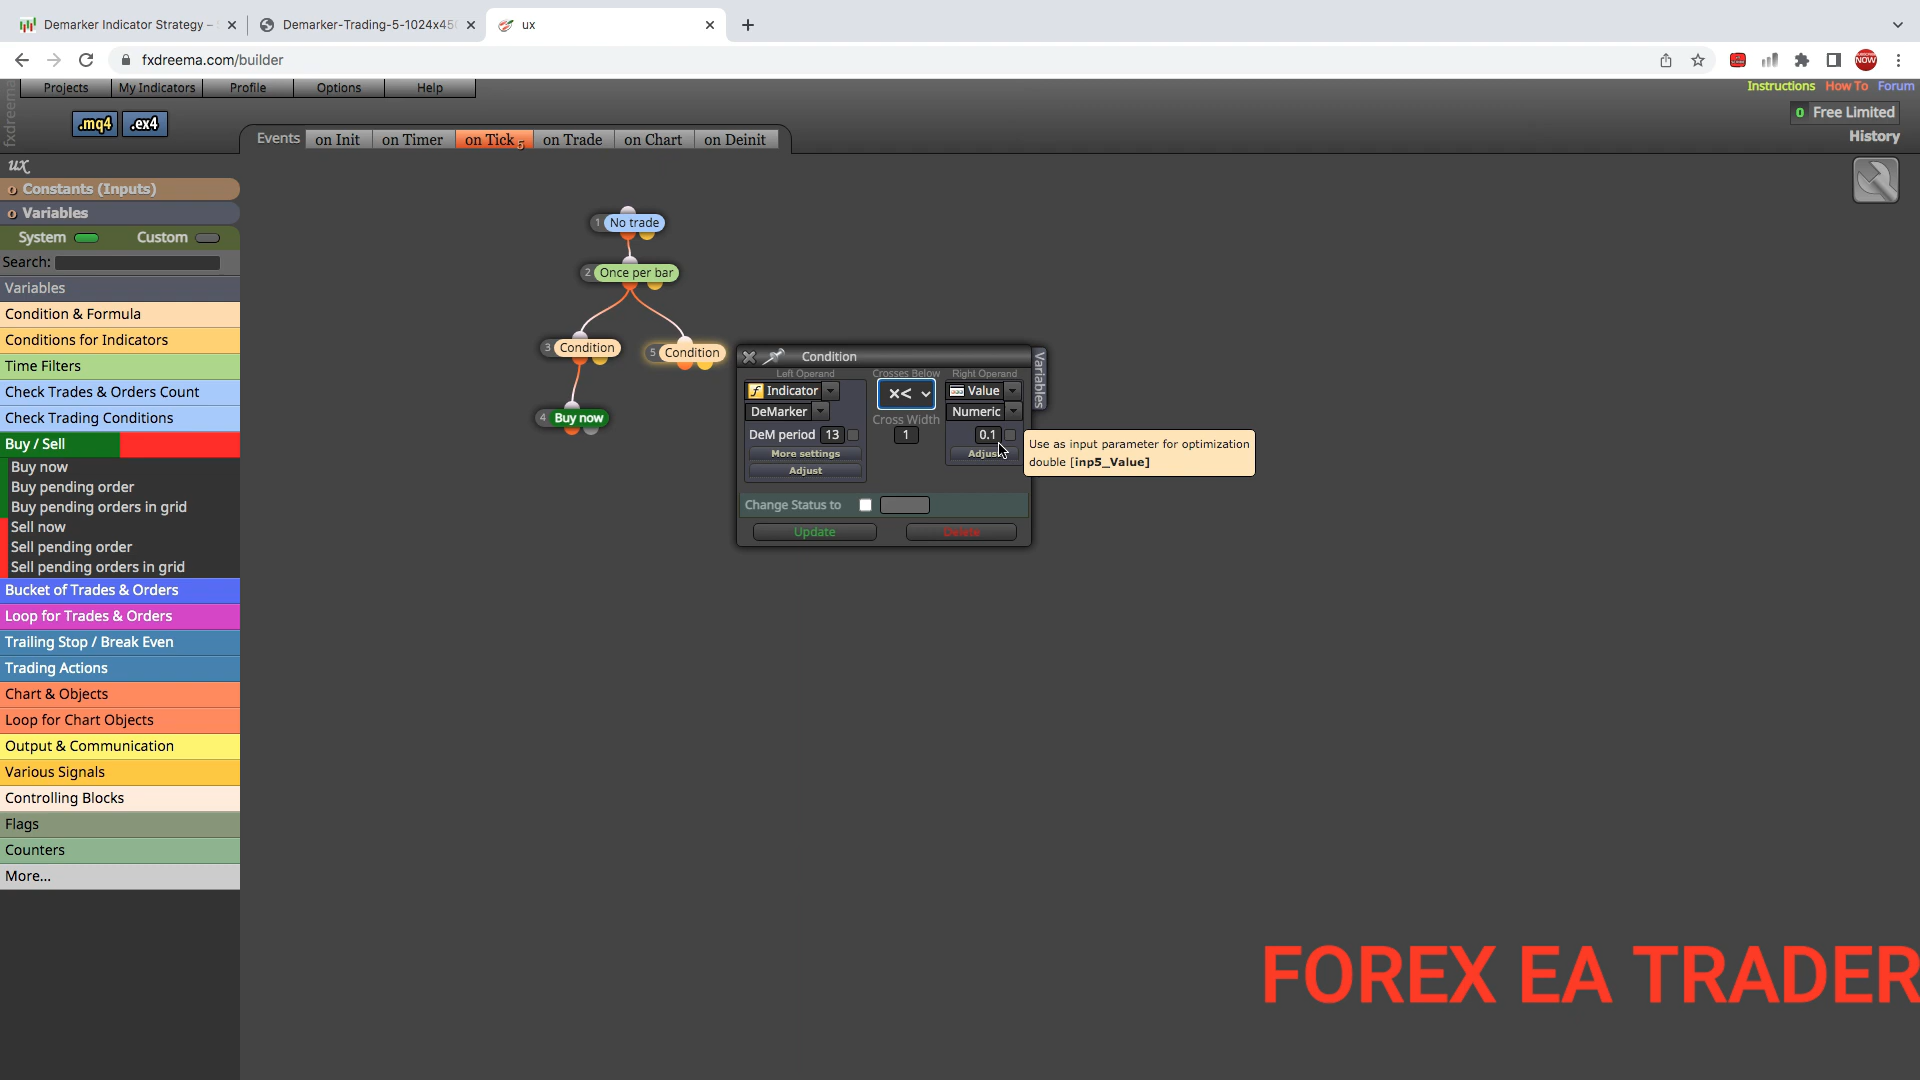 Demarker Indicator Strategy –
Demarker-Trading-5-1024x450
ux
fxdreema.com/builder
Projects
My Indicators
Profile
Options
Help
Instructions
How To
Forum
0 Free Limited
History
fxdreema
.mq4
.ex4
Events
on Init
on Timer
on Tick 5
on Trade
on Chart
on Deinit
ux
o Constants (Inputs)
o Variables
System
Custom
Search:
Variables
Condition & Formula
Conditions for Indicators
Time Filters
Check Trades & Orders Count
Check Trading Conditions
Buy / Sell
Buy now
Buy pending order
Buy pending orders in grid
Sell now
Sell pending order
Sell pending orders in grid
Bucket of Trades & Orders
Loop for Trades & Orders
Trailing Stop / Break Even
Trading Actions
Chart & Objects
Loop for Chart Objects
Output & Communication
Various Signals
Controlling Blocks
Flags
Counters
More...
1 No trade
2 Once per bar
3 Condition
5 Condition
4 Buy now
Condition
Left Operand
Crosses Below
Right Operand
Indicator
×<
Value
DeMarker
Cross Width
Numeric
DeM period 13
1
0.1
More settings
Adjust
Adjust
Variables
Change Status to
Update
Delete
Use as input parameter for optimization
double [inp5_Value]
NOW
FOREX EA TRADER